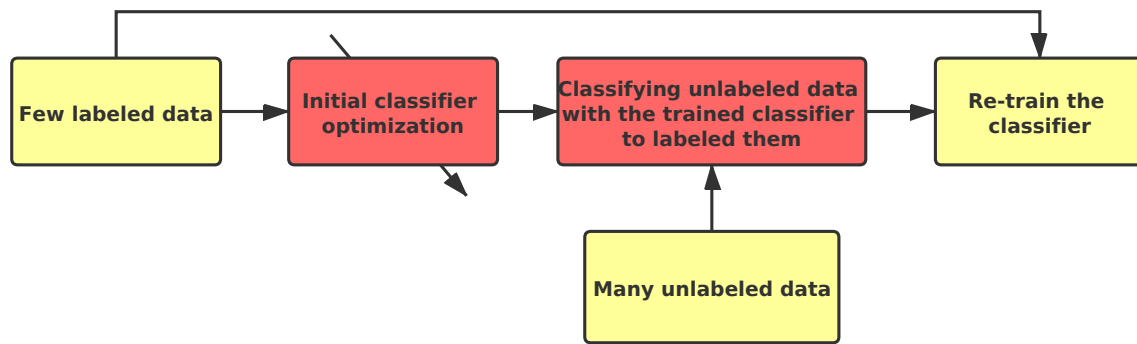 Few labeled data
Initial classifier
optimization
Classifying unlabeled data
with the trained classifier
to labeled them
Re-train the
classifier
Many unlabeled data